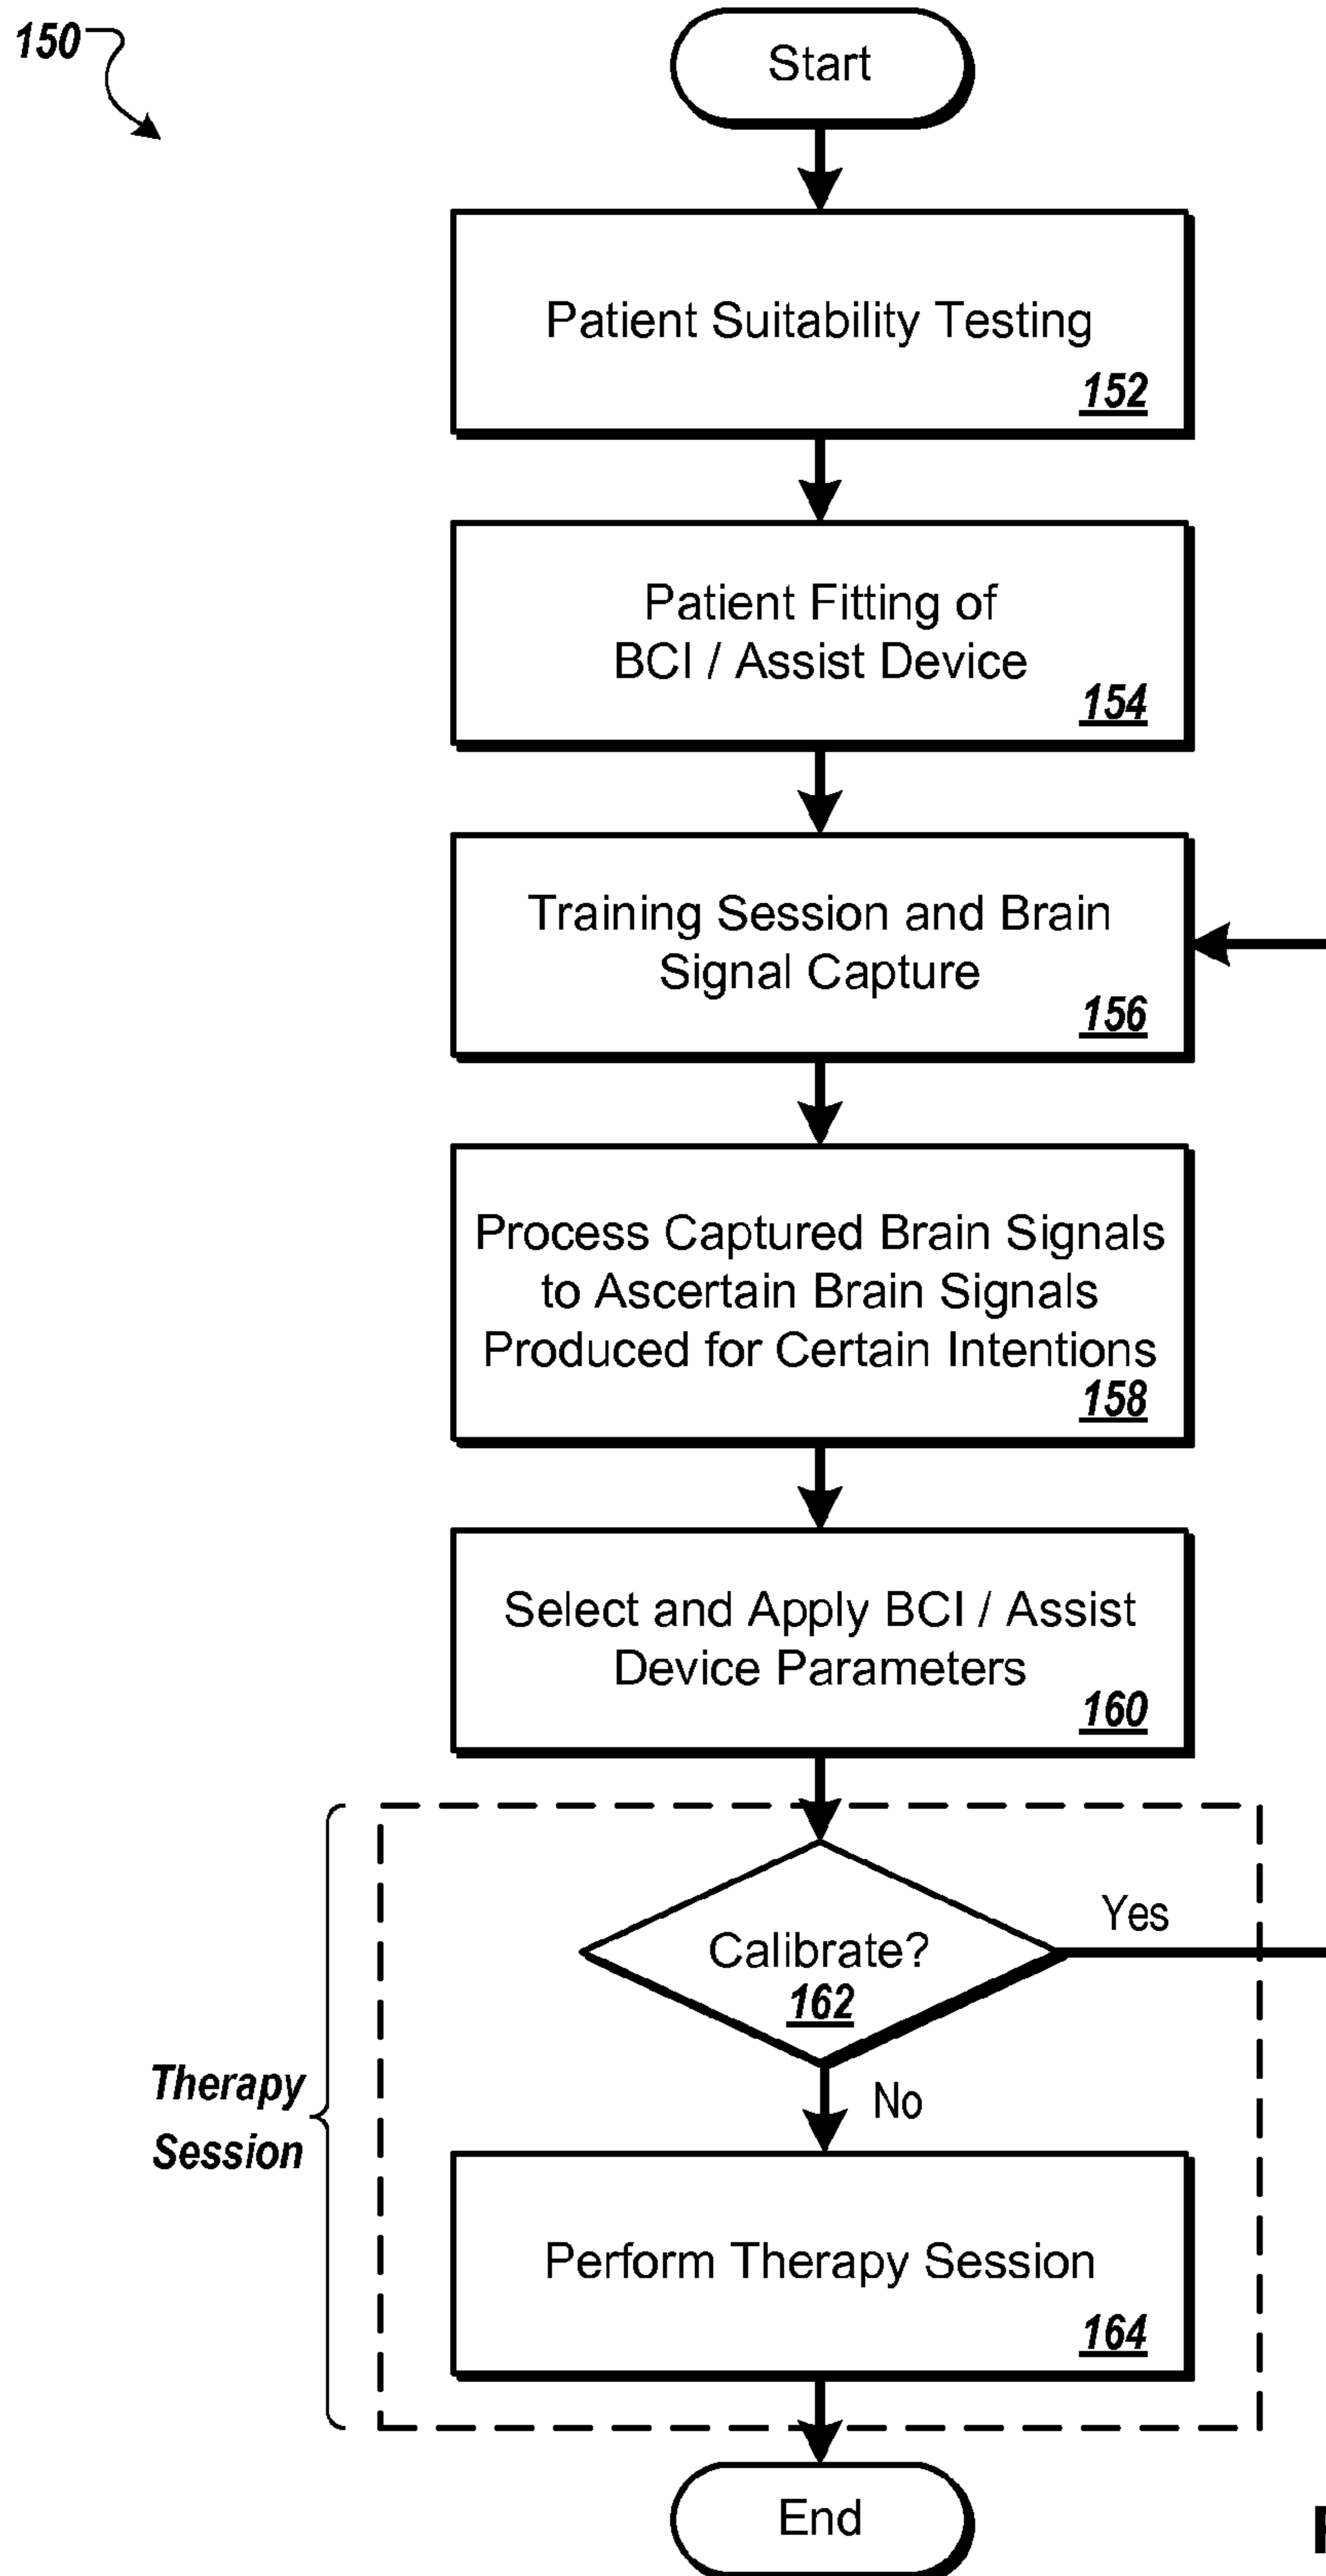 150
Start
Patient Suitability Testing
152
Patient Fitting of
BCI / Assist Device
154
Training Session and Brain
Signal Capture
156
Process Captured Brain Signals
to Ascertain Brain Signals
Produced for Certain Intentions
158
Select and Apply BCI / Assist
Device Parameters
160
Calibrate?
162
Yes
No
Therapy
Session
Perform Therapy Session
164
End